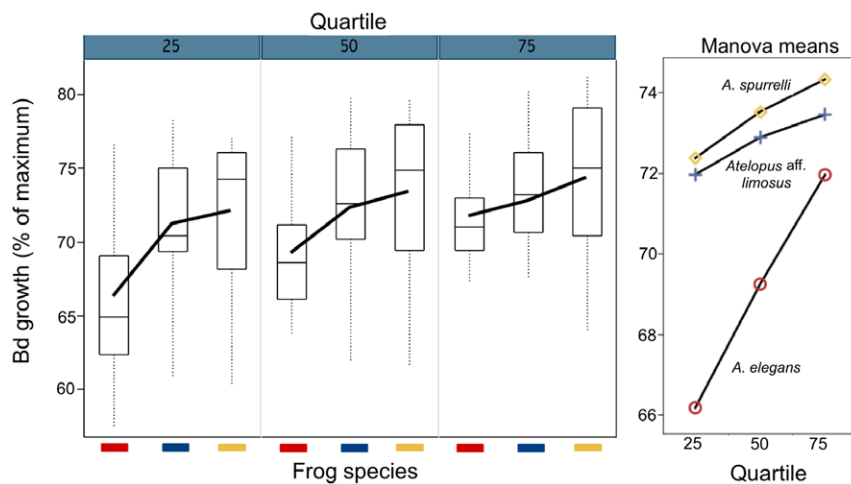 Quartile
25 50 75
Bd growth (% of maximum)
80
75
70
65
60
Frog species
Manova means
74
72
70
68
66
A. spurrelli
Atelopus aff.
limosus
A. elegans
25 50 75
Quartile